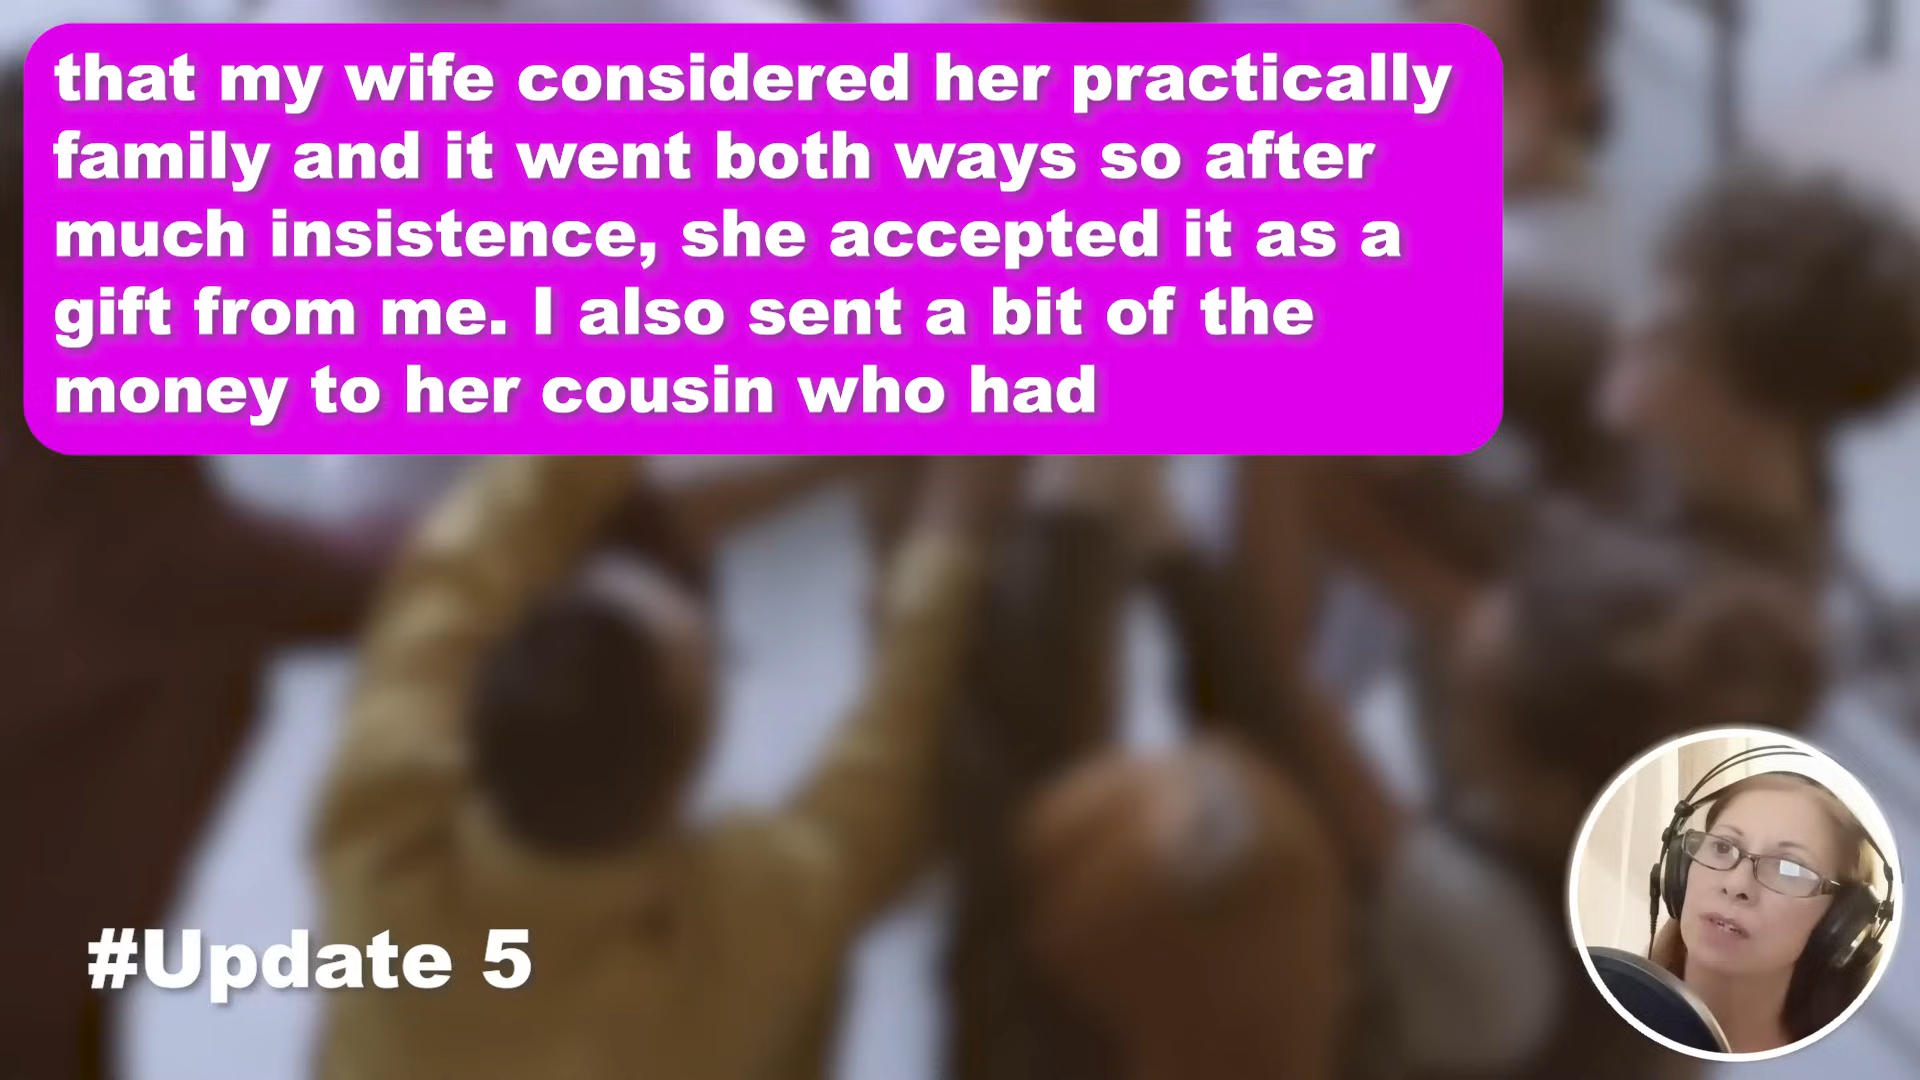 that my wife considered her practically
family and it went both ways so after
much insistence, she accepted it as a
gift from me. I also sent a bit of the
money to her cousin who had
#Update 5